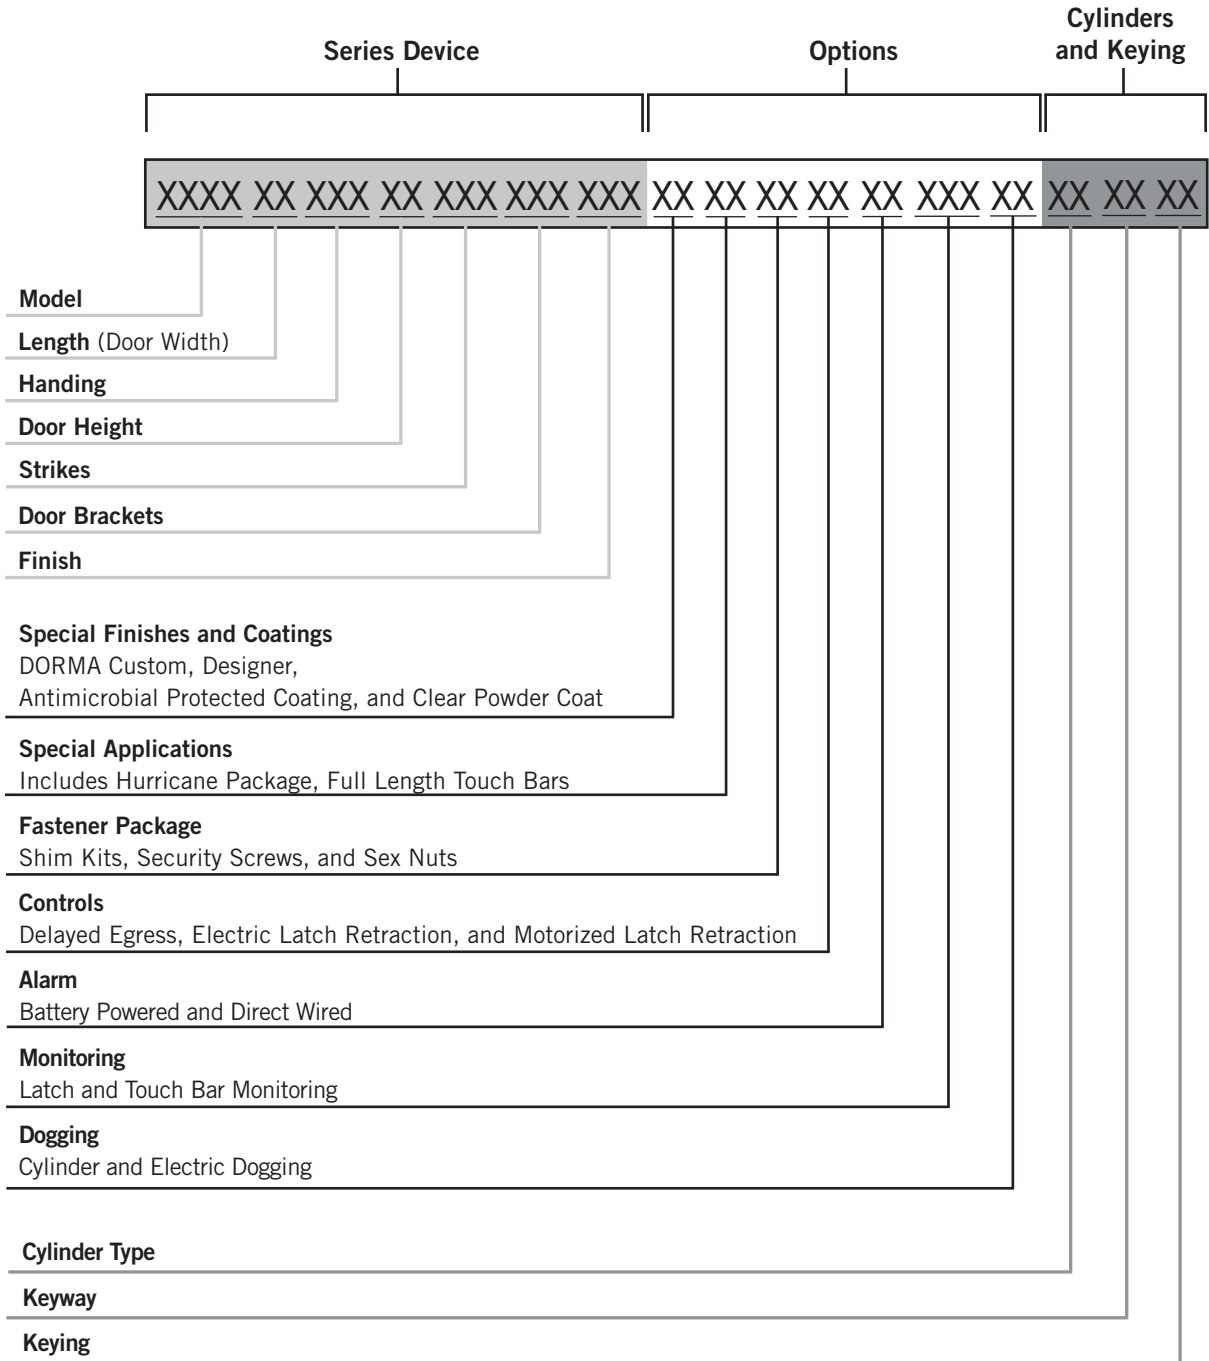 Cylinders
Series Device Options and Keying
XXXX XX XXX XX XXX XXX XXX XX XX XX XX XX XXX XX XX XX XX
Model
Length (Door Width)
Handing
Door Height
Strikes
Door Brackets
Finish
Special Finishes and Coatings
DORMA Custom, Designer,
Antimicrobial Protected Coating, and Clear Powder Coat
Special Applications
Includes Hurricane Package, Full Length Touch Bars
Fastener Package
Shim Kits, Security Screws, and Sex Nuts
Controls
Delayed Egress, Electric Latch Retraction, and Motorized Latch Retraction
Alarm
Battery Powered and Direct Wired
Monitoring
Latch and Touch Bar Monitoring
Dogging
Cylinder and Electric Dogging
Cylinder Type
Keyway
Keying